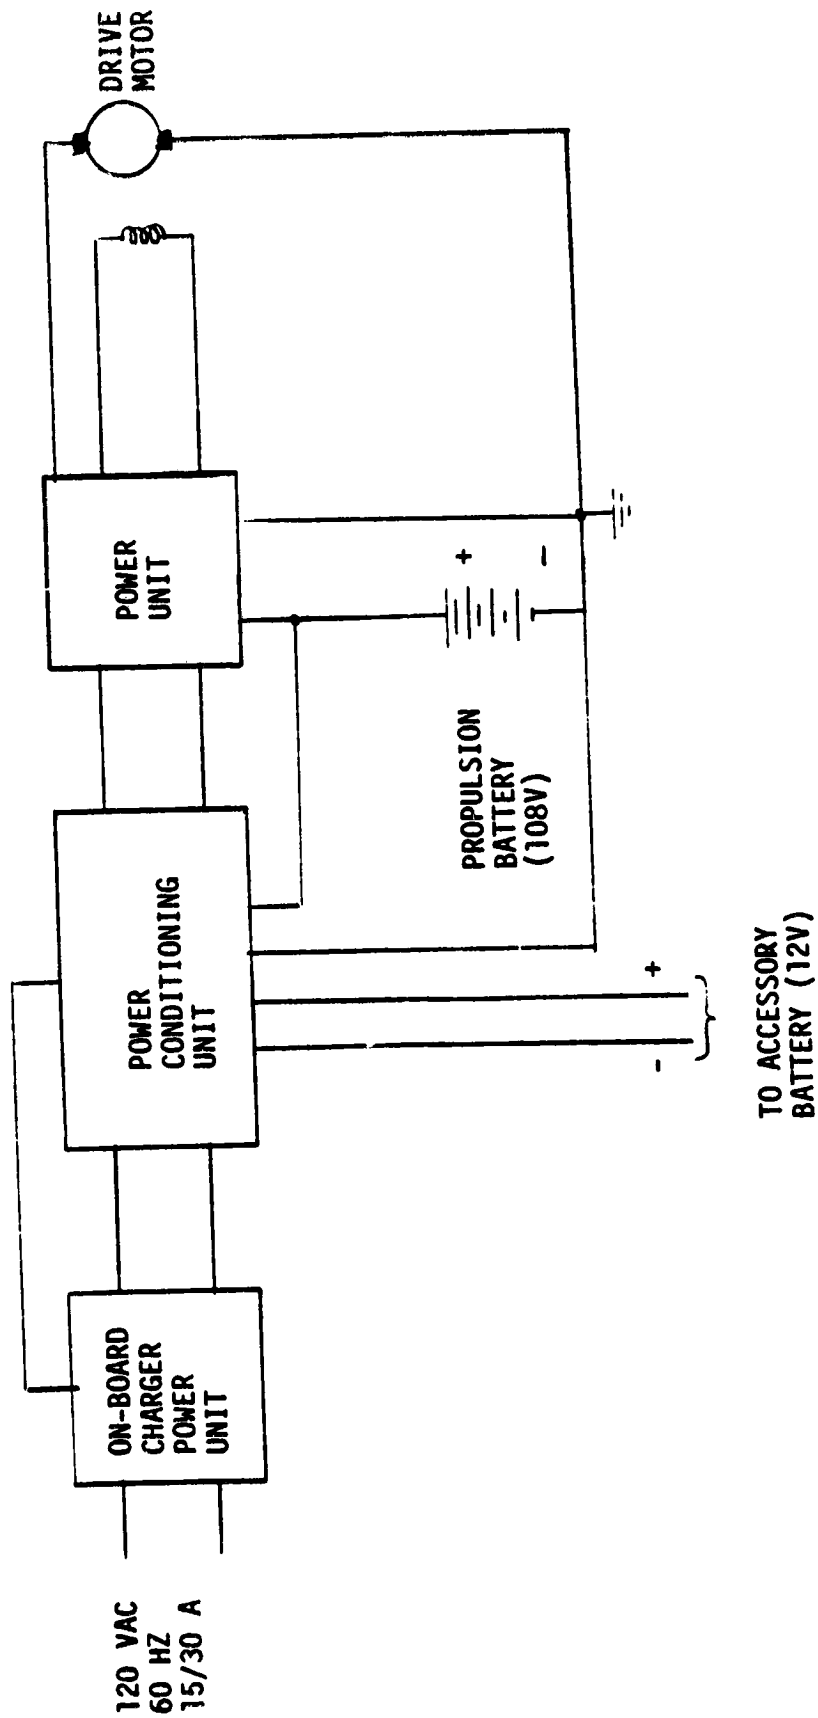 120 VAC
60 HZ
15/30 A
ON-BOARD
CHARGER
POWER
UNIT
POWER
CONDITIONING
UNIT
POWER
UNIT
DRIVE
MOTOR
PROPULSION
BATTERY
(108V)
+
-
- +
TO ACCESSORY
BATTERY (12V)